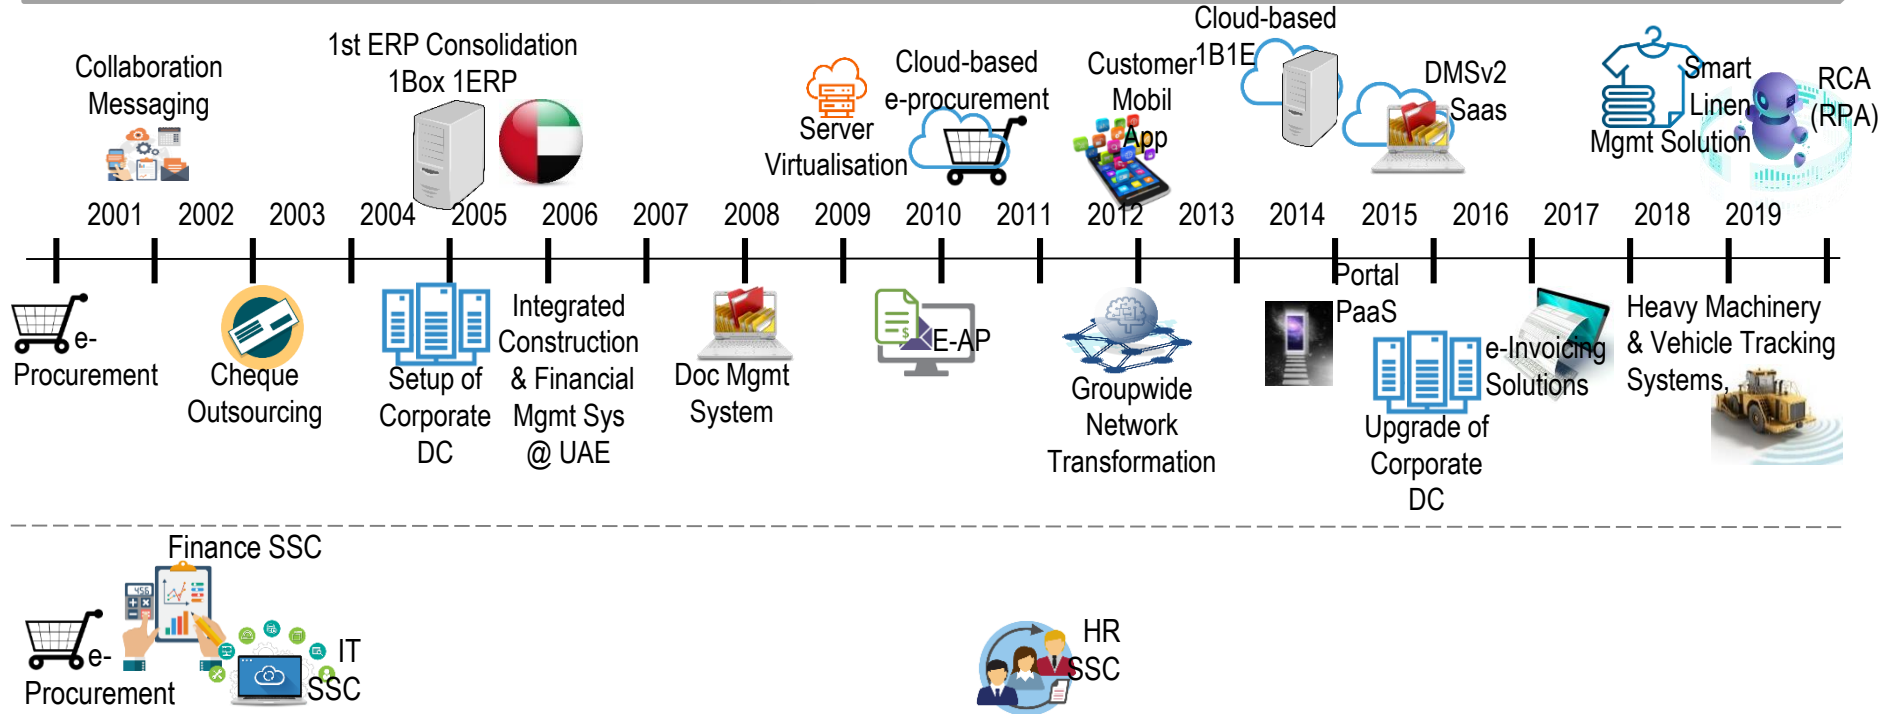 Collaboration
Messaging
1st ERP Consolidation
1Box 1ERP
Server
Virtualisation
Cloud-based
e-procurement
Customer
Mobil
App
Cloud-based
1B1E
DMSv2
Saas
Smart
Linen
Mgmt Solution
RCA
(RPA)
2001 2002 2003 2004 2005 2006 2007 2008 2009 2010 2011 2012 2013 2014 2015 2016 2017 2018 2019
e-
Procurement
Cheque
Outsourcing
Setup of
Corporate
DC
Integrated
Construction
& Financial
Mgmt Sys
@ UAE
Doc Mgmt
System
$
E-AP
Groupwide
Network
Transformation
Portal
PaaS
Upgrade of
Corporate
DC
e-Invoicing
Solutions
Heavy Machinery
& Vehicle Tracking
Systems,
Finance SSC
456
e-
Procurement
IT
SSC
HR
SSC